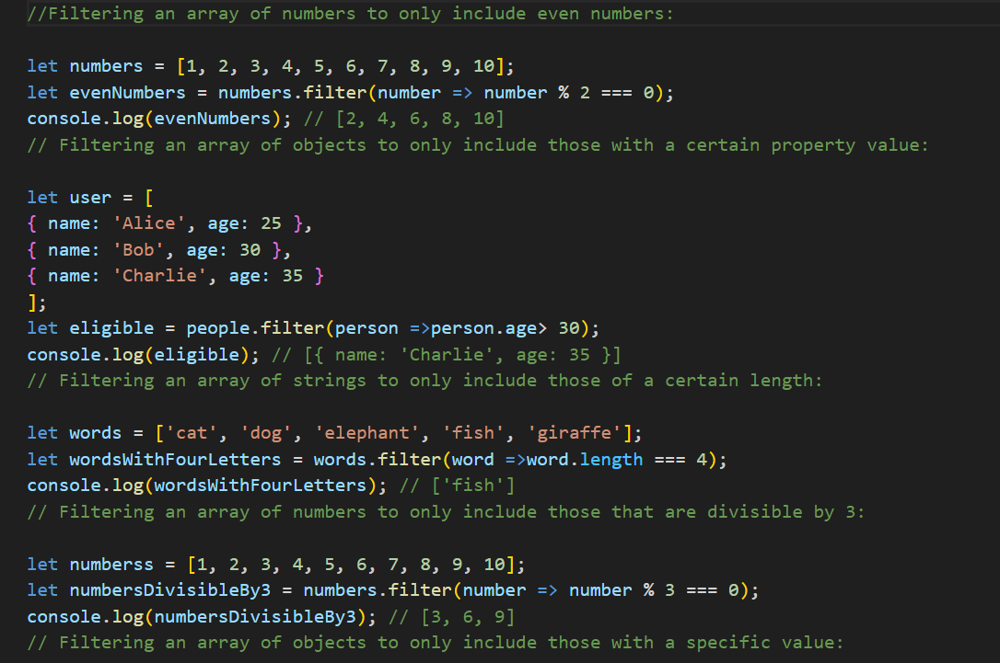 //Filtering an array of numbers to only include even numbers:
let numbers = [1, 2, 3, 4, 5, 6, 7, 8, 9, 10];
let evenNumbers = numbers.filter(number => number % 2 === 0);
console.log(evenNumbers); // [2, 4, 6, 8, 10]
// Filtering an array of objects to only include those with a certain property value:
let user = [
{ name: 'Alice', age: 25 },
{ name: 'Bob', age: 30 },
{ name: 'Charlie', age: 35 }
];
let eligible = people.filter(person =>person.age> 30);
console.log(eligible); // [{ name: 'Charlie', age: 35 }]
// Filtering an array of strings to only include those of a certain length:
let words = ['cat', 'dog', 'elephant', 'fish', 'giraffe'];
let wordsWithFourLetters = words.filter(word =>word.length === 4);
console.log(wordsWithFourLetters); // ['fish']
// Filtering an array of numbers to only include those that are divisible by 3:
let numberss = [1, 2, 3, 4, 5, 6, 7, 8, 9, 10];
let numbersDivisibleBy3 = numbers.filter(number => number % 3 === 0);
console.log(numbersDivisibleBy3); // [3, 6, 9]
// Filtering an array of objects to only include those with a specific value: